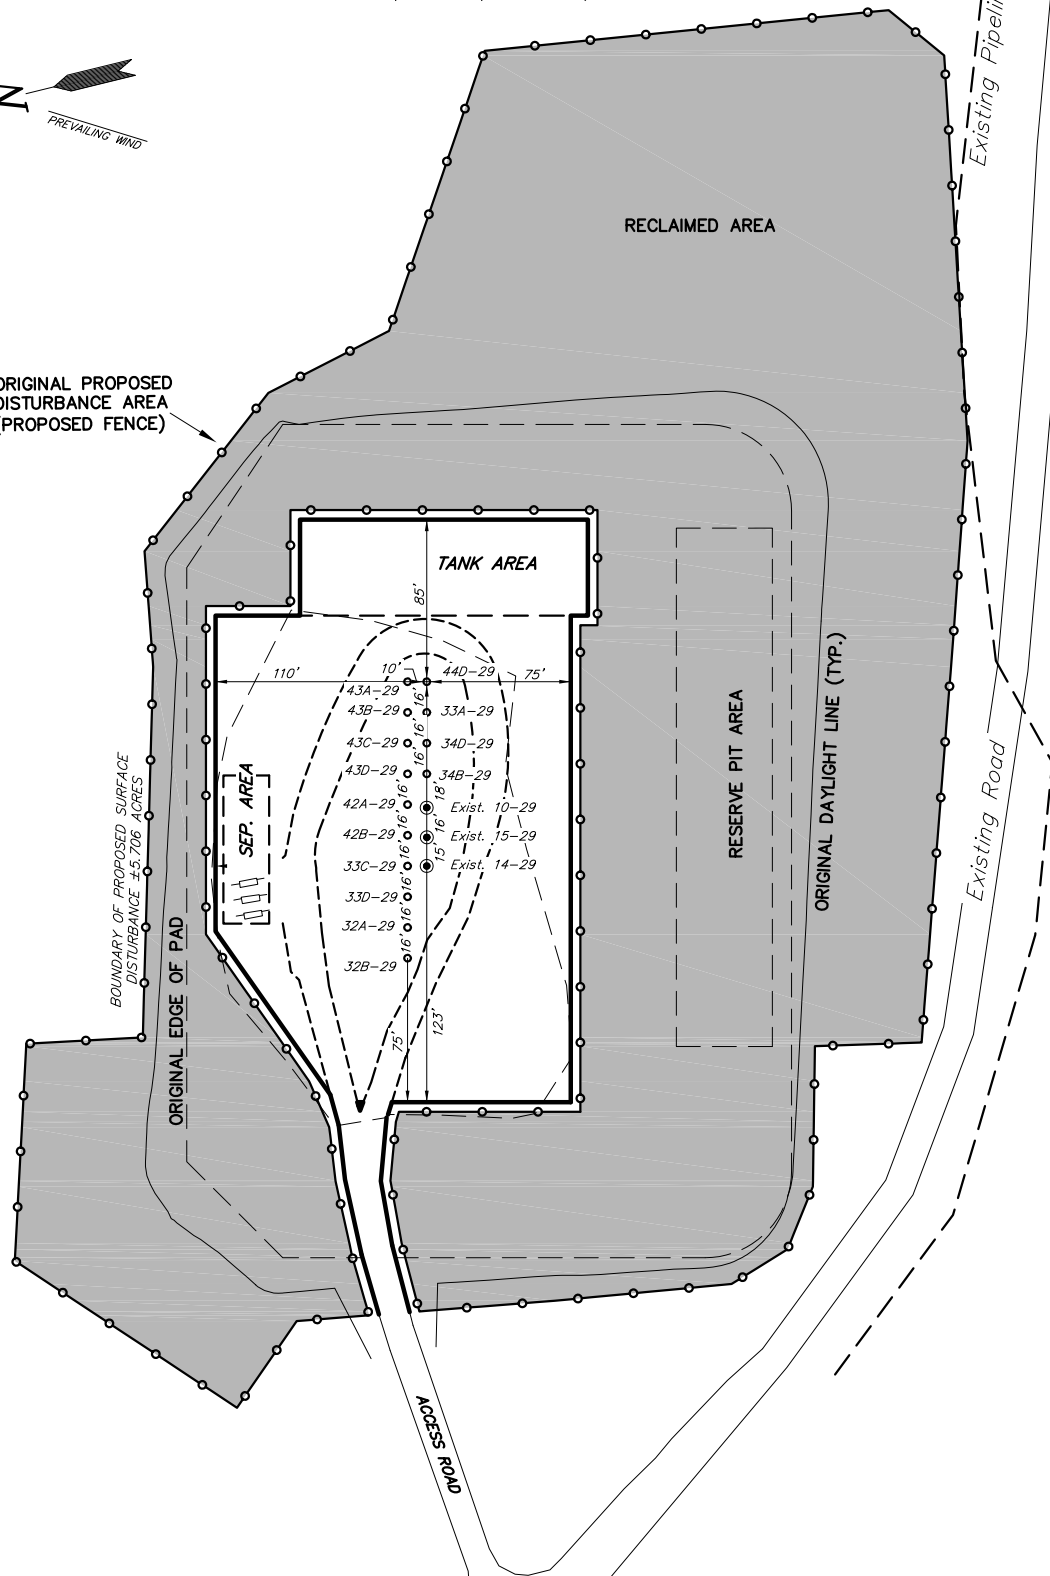 N
PREVAILING WIND
Existing Pipelin
RECLAIMED AREA
ORIGINAL PROPOSED
DISTURBANCE AREA
(PROPOSED FENCE)
TANK AREA
85'
110'
10'
44D-29
75'
43A-29
16'
43B-29
33A-29
16'
43C-29
34D-29
16'
43D-29
34B-29
16'
18'
42A-29
Exist. 10-29
16'
16'
42B-29
Exist. 15-29
16'
15'
33C-29
Exist. 14-29
16'
33D-29
16'
32A-29
16'
32B-29
75'
123'
SEP. AREA
RESERVE PIT AREA
ORIGINAL DAYLIGHT LINE (TYP.)
Existing Road
BOUNDARY OF PROPOSED SURFACE
DISTURBANCE ±5.706 ACRES
ORIGINAL EDGE OF PAD
ACCESS ROAD